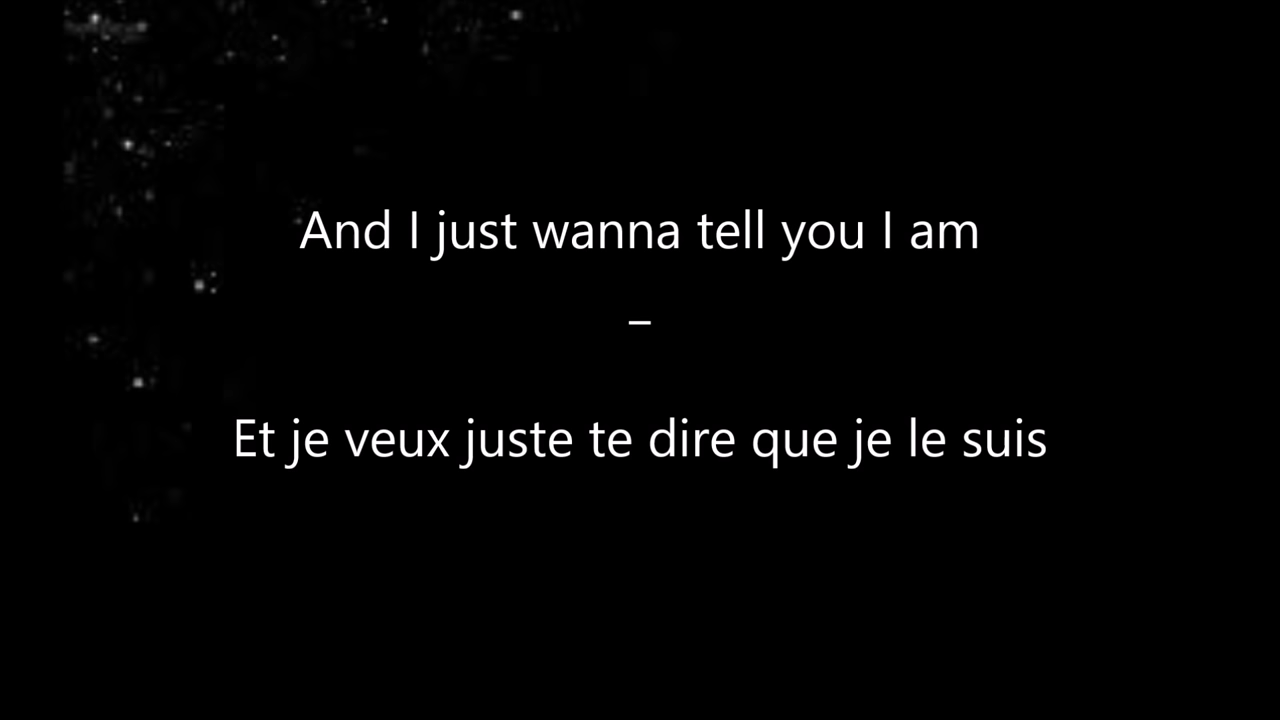 And I just wanna tell you I am
–
Et je veux juste te dire que je le suis